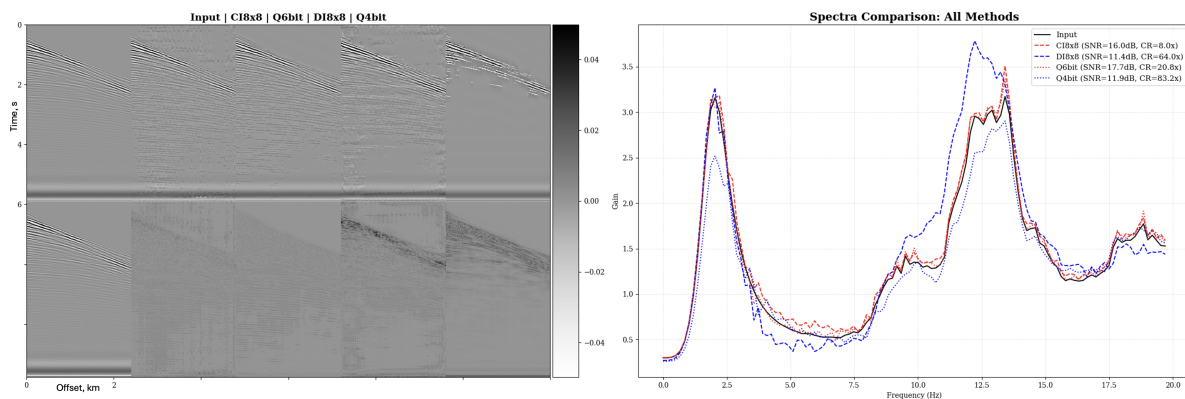 Input | CI8x8 | Q6bit | DI8x8 | Q4bit
0
2
4
6
Time, s
0
2
Offset, km
0.04
0.02
0.00
−0.02
−0.04
Spectra Comparison: All Methods
Input
CI8x8 (SNR=16.0dB, CR=8.0x)
DI8x8 (SNR=11.4dB, CR=64.0x)
Q6bit (SNR=17.7dB, CR=20.8x)
Q4bit (SNR=11.9dB, CR=83.2x)
3.5
3.0
2.5
2.0
1.5
1.0
0.5
Gain
0.0
2.5
5.0
7.5
10.0
12.5
15.0
17.5
20.0
Frequency (Hz)